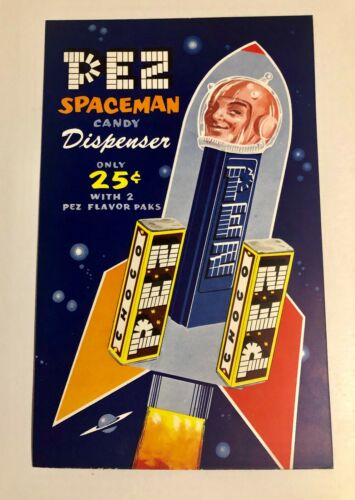 PEZ
SPACEMAN
CANDY
Dispenser
ONLY
25¢
WITH 2
PEZ FLAVOR PAKS
PEZ
CHOCO
PEZ
CHOCO
PEZ